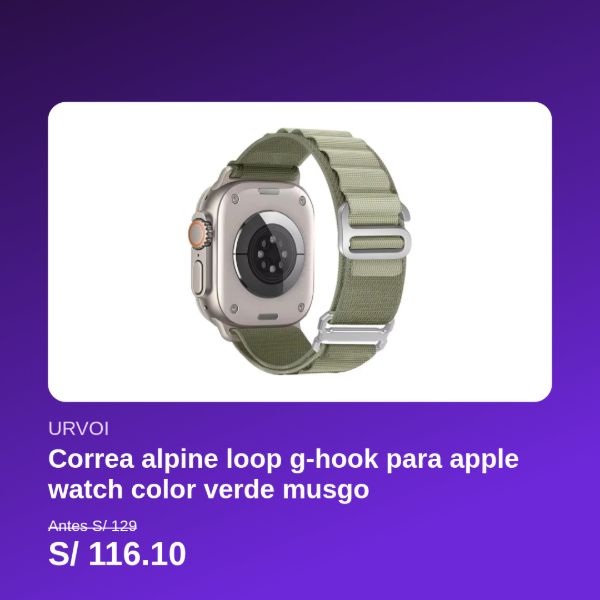 URVOI
Correa alpine loop g-hook para apple
watch color verde musgo
Antes S/ 129
S/ 116.10